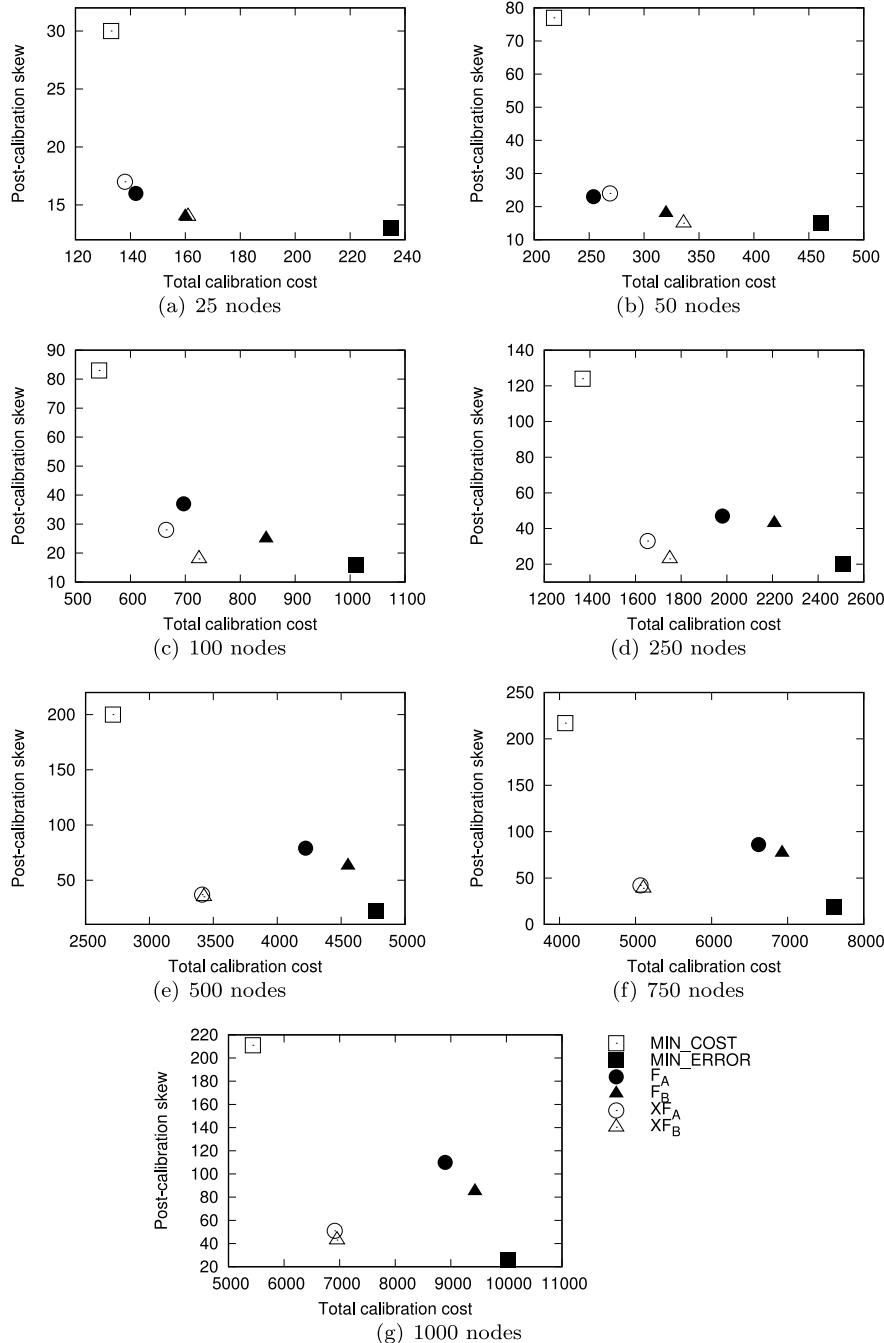 Post-calibration skew
30
25
20
15
120 140 160 180 200 220 240
Total calibration cost
(a) 25 nodes
Post-calibration skew
80
70
60
50
40
30
20
10
200 250 300 350 400 450 500
Total calibration cost
(b) 50 nodes
Post-calibration skew
90
80
70
60
50
40
30
20
10
500 600 700 800 900 1000 1100
Total calibration cost
(c) 100 nodes
Post-calibration skew
140
120
100
80
60
40
20
1200 1400 1600 1800 2000 2200 2400 2600
Total calibration cost
(d) 250 nodes
Post-calibration skew
200
150
100
50
2500 3000 3500 4000 4500 5000
Total calibration cost
(e) 500 nodes
Post-calibration skew
250
200
150
100
50
0
4000 5000 6000 7000 8000
Total calibration cost
(f) 750 nodes
Post-calibration skew
220
200
180
160
140
120
100
80
60
40
20
5000 6000 7000 8000 9000 10000 11000
Total calibration cost
(g) 1000 nodes
MIN_COST
MIN_ERROR
F_A
F_B
XF_A
XF_B